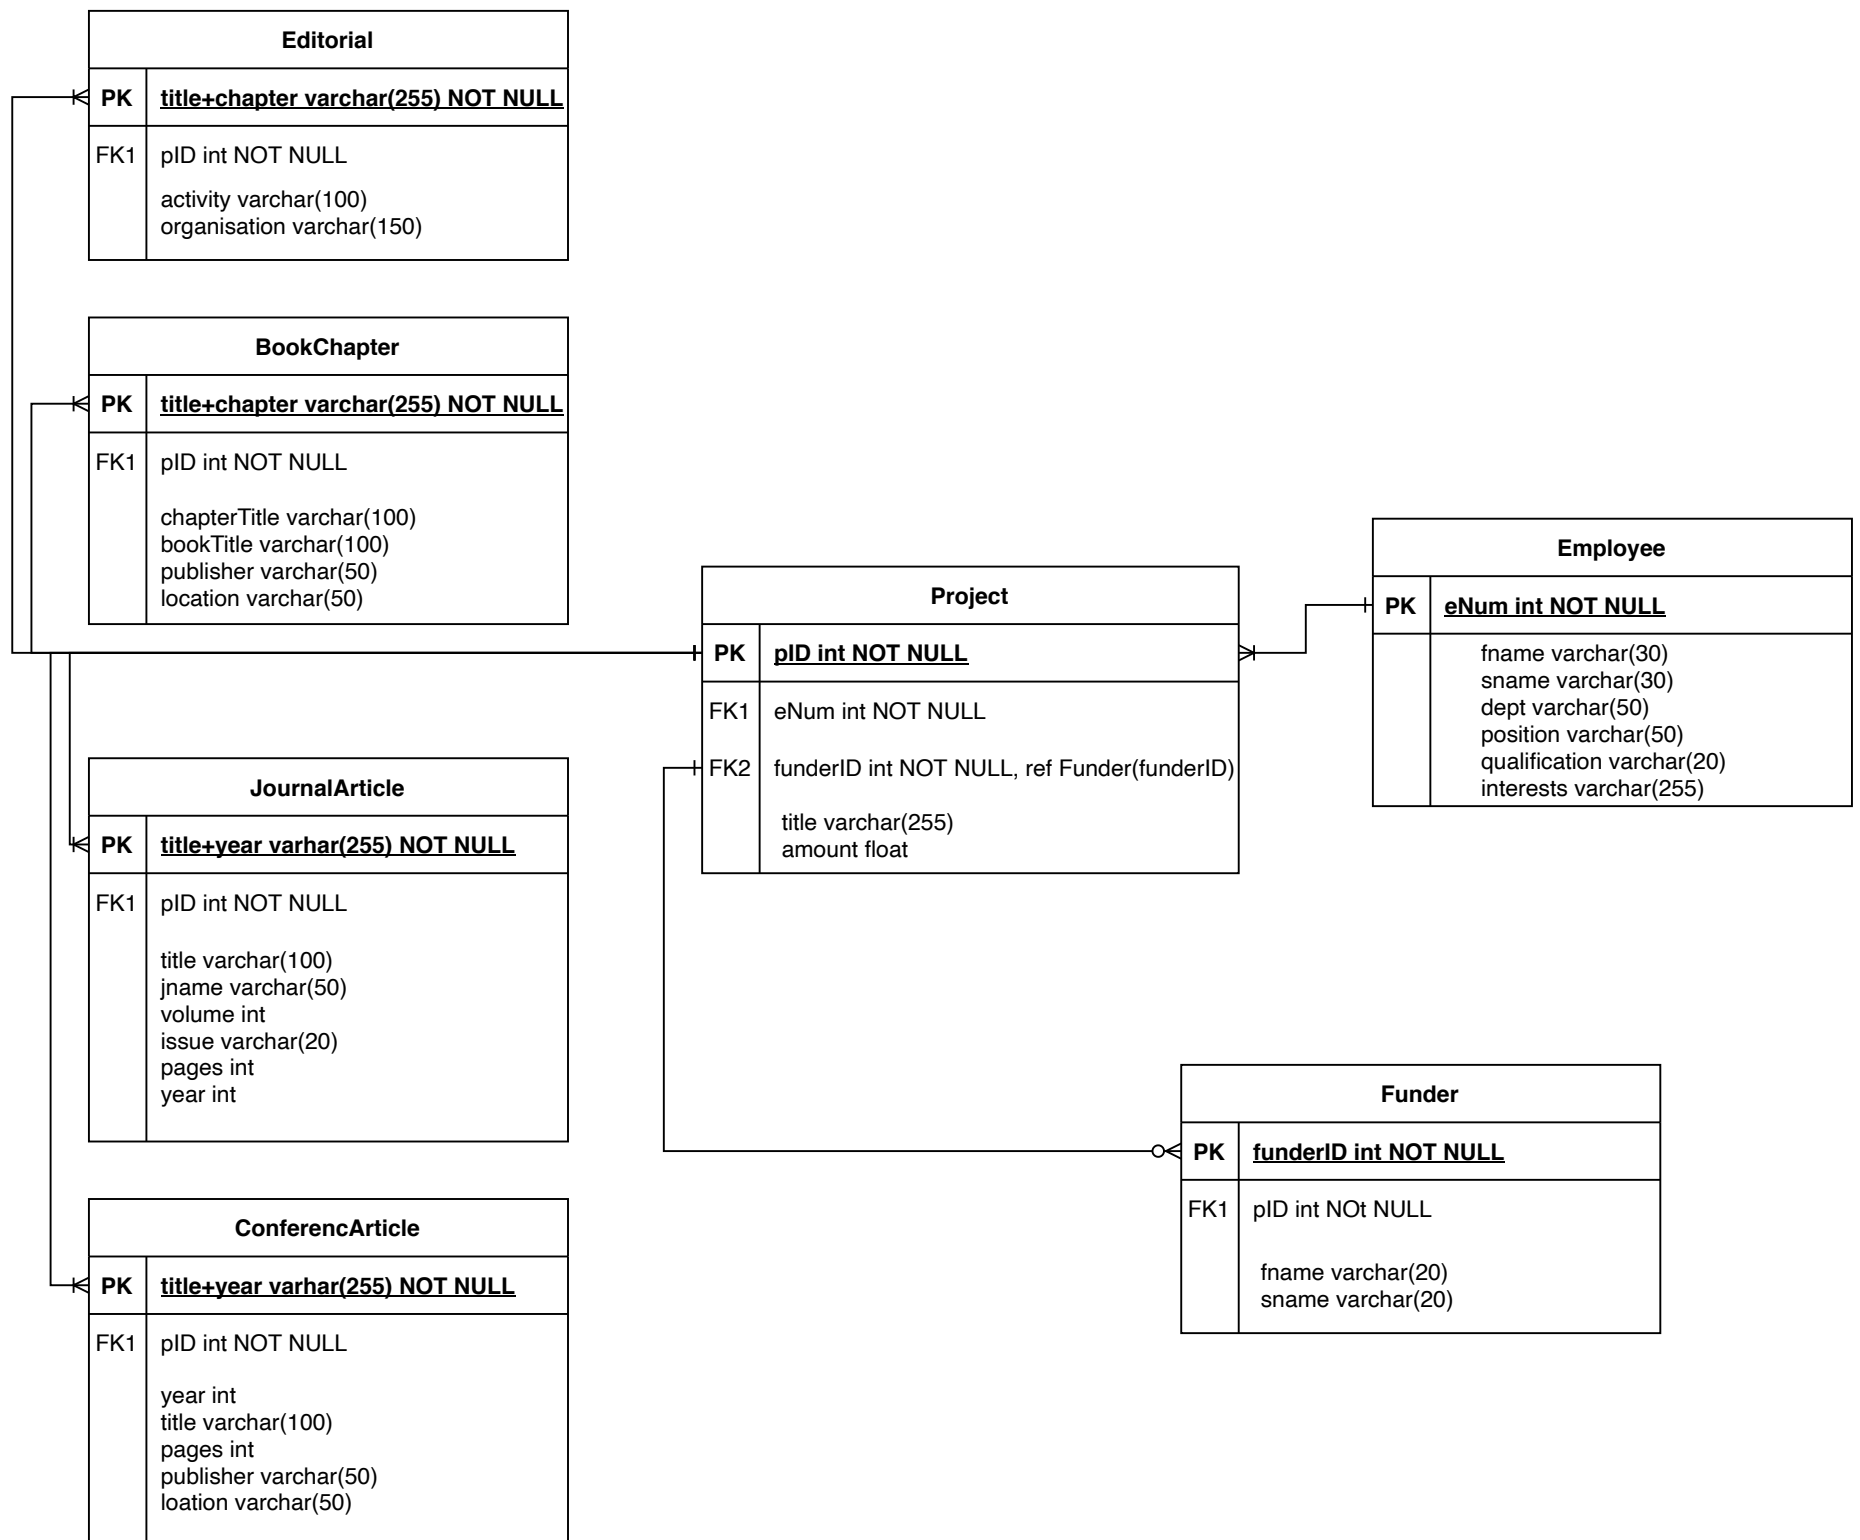 Editorial
PK title+chapter varchar(255) NOT NULL
FK1 pID int NOT NULL
activity varchar(100)
organisation varchar(150)
BookChapter
PK title+chapter varchar(255) NOT NULL
FK1 pID int NOT NULL
chapterTitle varchar(100)
bookTitle varchar(100)
publisher varchar(50)
location varchar(50)
JournalArticle
PK title+year varhar(255) NOT NULL
FK1 pID int NOT NULL
title varchar(100)
jname varchar(50)
volume int
issue varchar(20)
pages int
year int
ConferencArticle
PK title+year varhar(255) NOT NULL
FK1 pID int NOT NULL
year int
title varchar(100)
pages int
publisher varchar(50)
loation varchar(50)
Project
PK pID int NOT NULL
FK1 eNum int NOT NULL
FK2 funderID int NOT NULL, ref Funder(funderID)
title varchar(255)
amount float
Employee
PK eNum int NOT NULL
fname varchar(30)
sname varchar(30)
dept varchar(50)
position varchar(50)
qualification varchar(20)
interests varchar(255)
Funder
PK funderID int NOT NULL
FK1 pID int NOt NULL
fname varchar(20)
sname varchar(20)